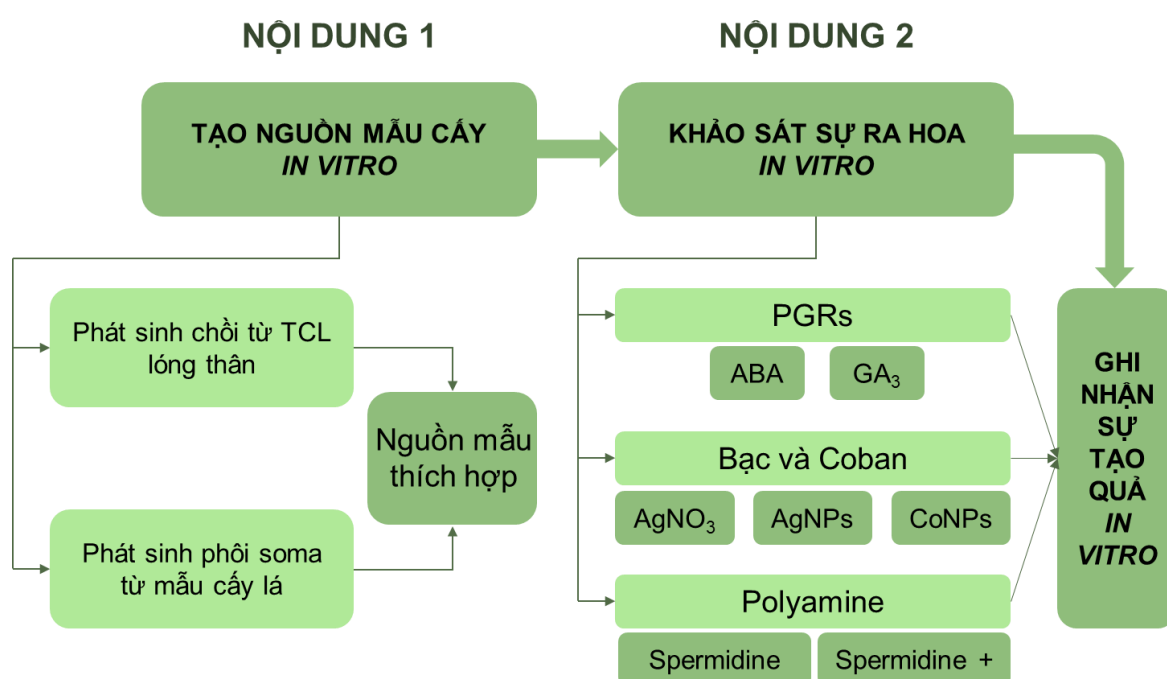 NỘI DUNG 1
TẠO NGUỒN MẪU CẤY
IN VITRO
Phát sinh chồi từ TCL
lóng thân
Phát sinh phôi soma
từ mẫu cấy lá
Nguồn mẫu
thích hợp
NỘI DUNG 2
KHẢO SÁT SỰ RA HOA
IN VITRO
PGRs
ABA
GA₃
Bạc và Coban
AgNO₃
AgNPs
CoNPs
Polyamine
Spermidine
Spermidine +
GHI
NHẬN
SỰ
TẠO
QUẢ
IN
VITRO